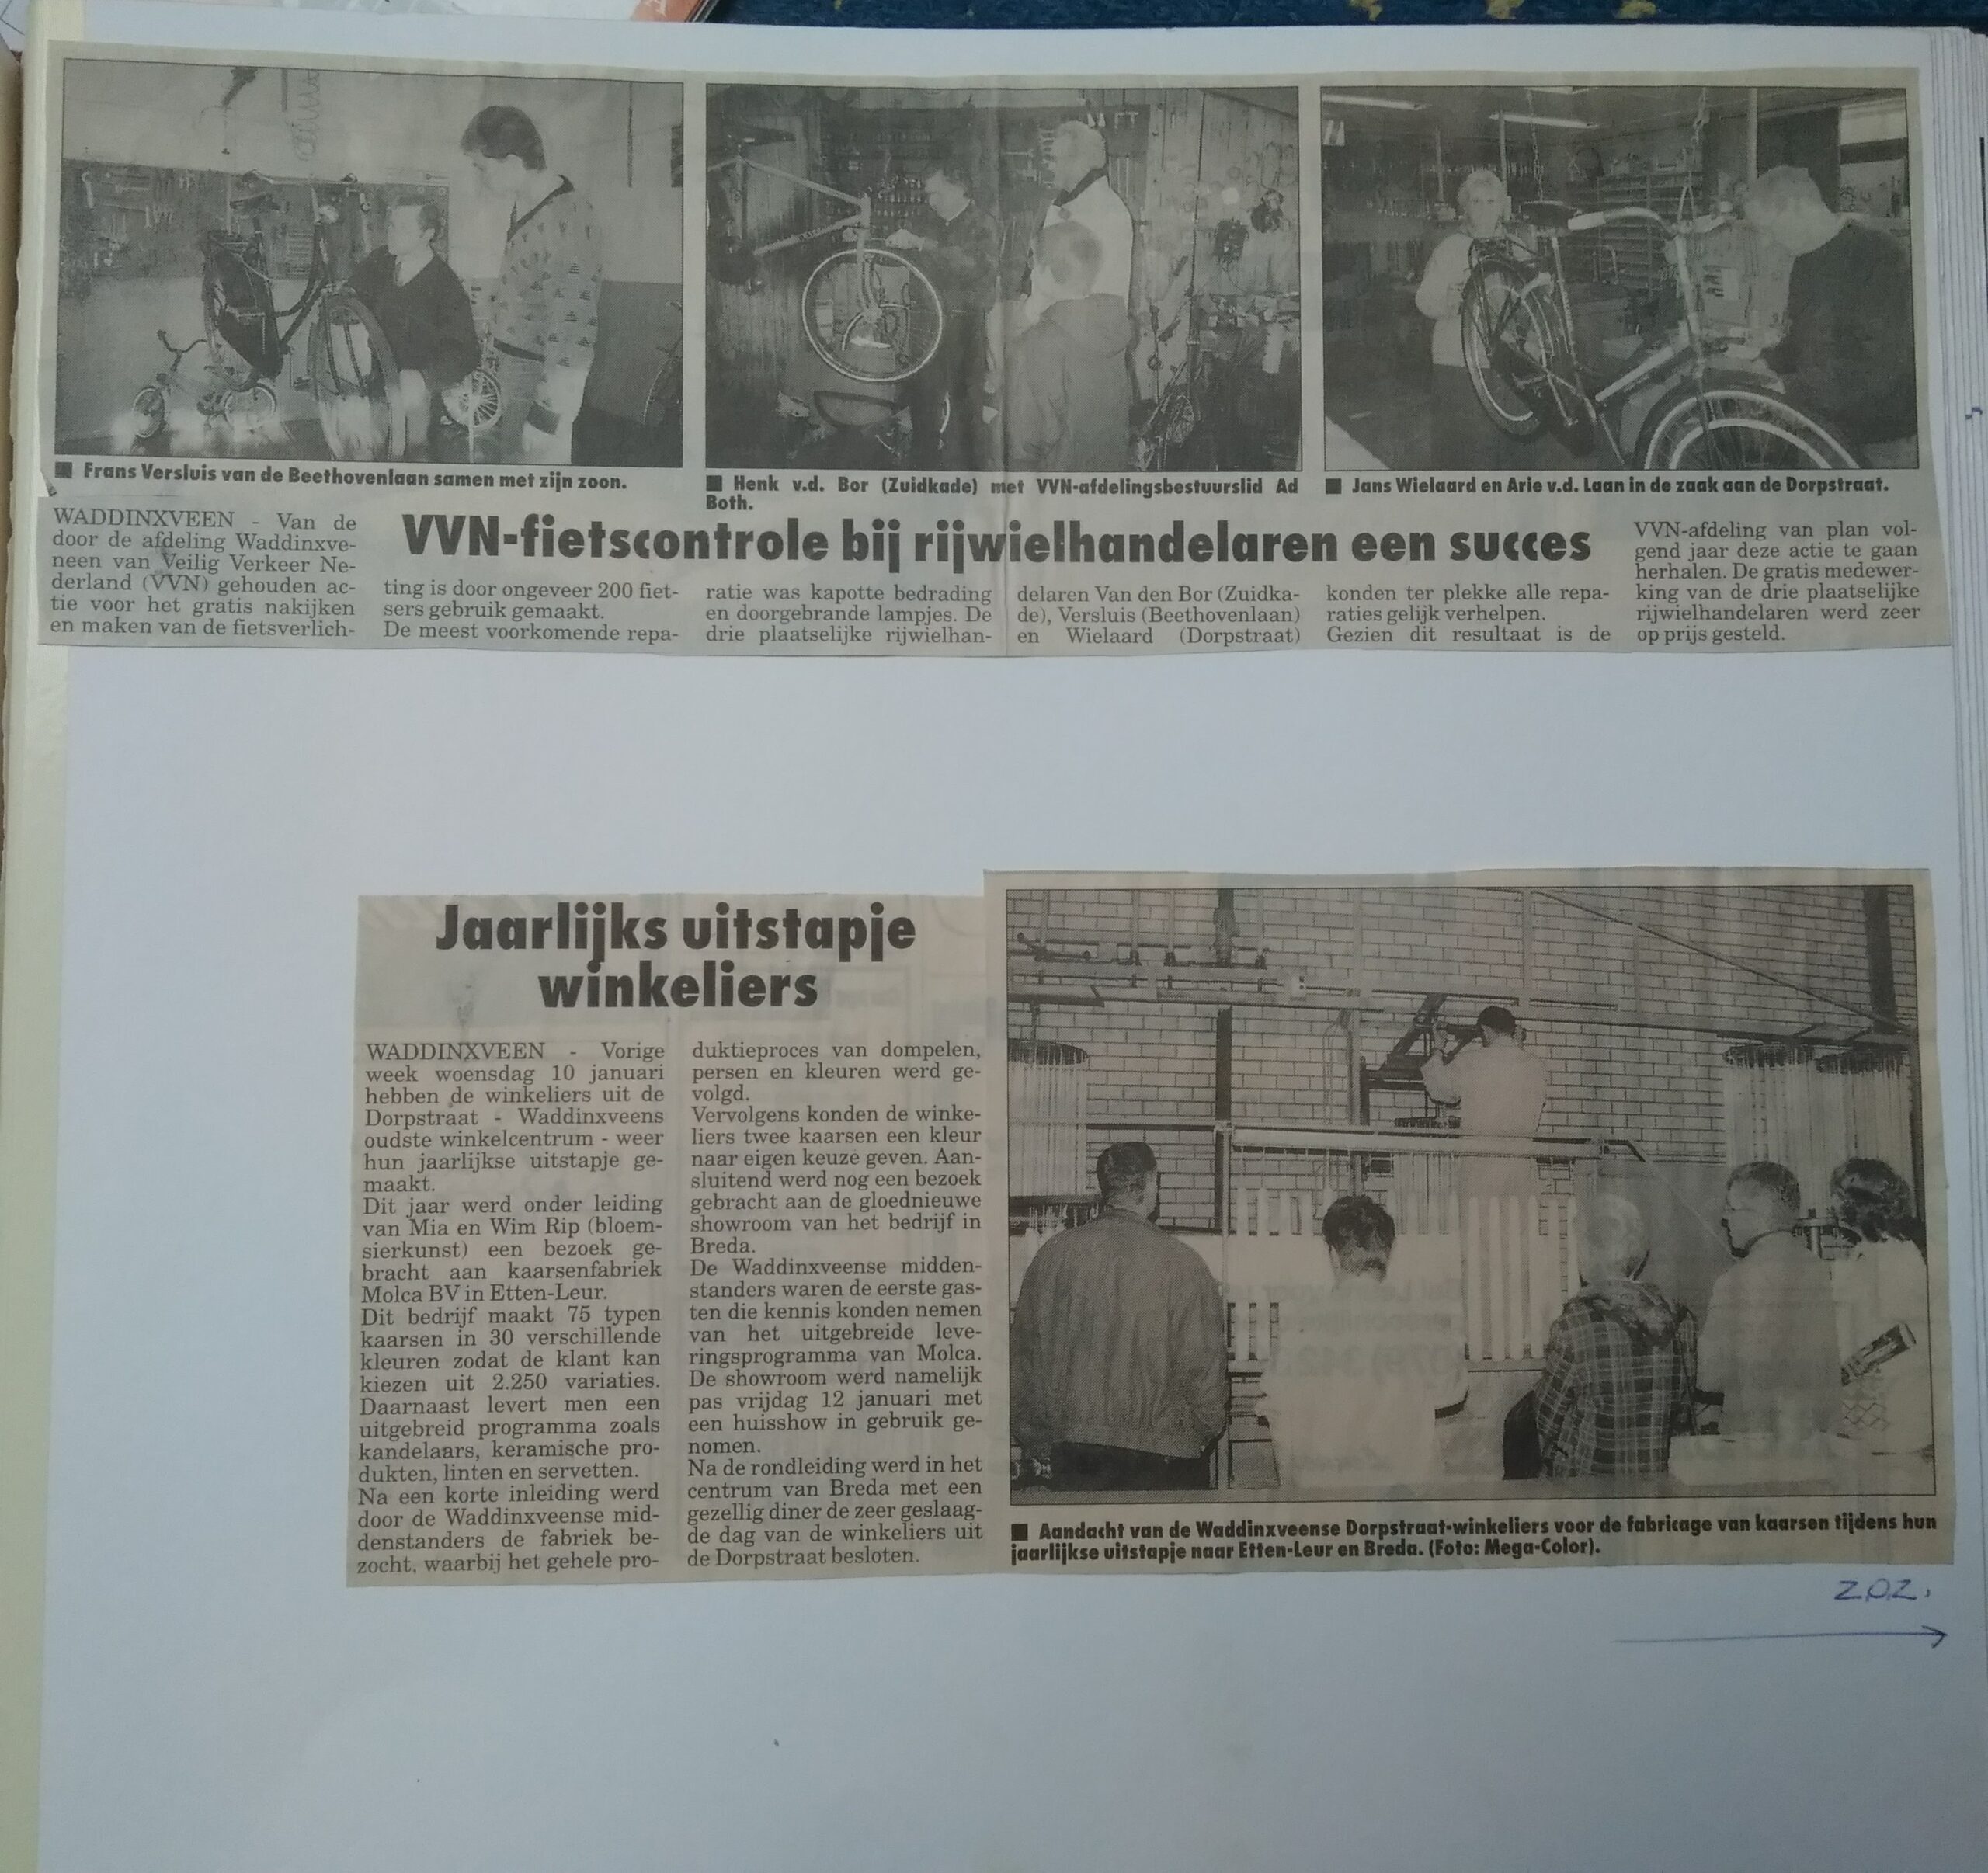 ■ Frans Versluis van de Beethovenlaan samen met zijn zoon.
■ Henk v.d. Bor (Zuidkade) met VVN-afdelingsbestuurslid Ad
Both.
■ Jans Wielaard en Arie v.d. Laan in de zaak aan de Dorpstraat.
VVN-fietscontrole bij rijwielhandelaren een succes
WADDINXVEEN - Van de
door de afdeling Waddinxve-
neen van Veilig Verkeer Ne-
derland (VVN) gehouden ac-
tie voor het gratis nakijken
en maken van de fietsverlich-
ting is door ongeveer 200 fiet-
sers gebruik gemaakt.
De meest voorkomende repa-
ratie was kapotte bedrading
en doorgebrande lampjes. De
drie plaatselijke rijwielhan-
delaren Van den Bor (Zuidka-
de), Versluis (Beethovenlaan)
en Wielaard (Dorpstraat)
konden ter plekke alle repa-
raties gelijk verhelpen.
Gezien dit resultaat is de
VVN-afdeling van plan vol-
gend jaar deze actie te gaan
herhalen. De gratis medewer-
king van de drie plaatselijke
rijwielhandelaren werd zeer
op prijs gesteld.
Jaarlijks uitstapje
winkeliers
WADDINXVEEN - Vorige
week woensdag 10 januari
hebben de winkeliers uit de
Dorpstraat - Waddinxveens
oudste winkelcentrum - weer
hun jaarlijkse uitstapje ge-
maakt.
Dit jaar werd onder leiding
van Mia en Wim Rip (bloem-
sierkunst) een bezoek ge-
bracht aan kaarsenfabriek
Molca BV in Etten-Leur.
Dit bedrijf maakt 75 typen
kaarsen in 30 verschillende
kleuren zodat de klant kan
kiezen uit 2.250 variaties.
Daarnaast levert men een
uitgebreid programma zoals
kandelaars, keramische pro-
dukten, linten en servetten.
Na een korte inleiding werd
door de Waddinxveense mid-
denstanders de fabriek be-
zocht, waarbij het gehele pro-
duktieproces van dompelen,
persen en kleuren werd ge-
volgd.
Vervolgens konden de winke-
liers twee kaarsen een kleur
naar eigen keuze geven. Aan-
sluitend werd nog een bezoek
gebracht aan de gloednieuwe
showroom van het bedrijf in
Breda.
De Waddinxveense midden-
standers waren de eerste gas-
ten die kennis konden nemen
van het uitgebreide leve-
ringsprogramma van Molca.
De showroom werd namelijk
pas vrijdag 12 januari met
een huisshow in gebruik ge-
nomen.
Na de rondleiding werd in het
centrum van Breda met een
gezellig diner de zeer geslaag-
de dag van de winkeliers uit
de Dorpstraat besloten.
■ Aandacht van de Waddinxveense Dorpstraat-winkeliers voor de fabricage van kaarsen tijdens hun
jaarlijkse uitstapje naar Etten-Leur en Breda. (Foto: Mega-Color).
Z.O.Z.